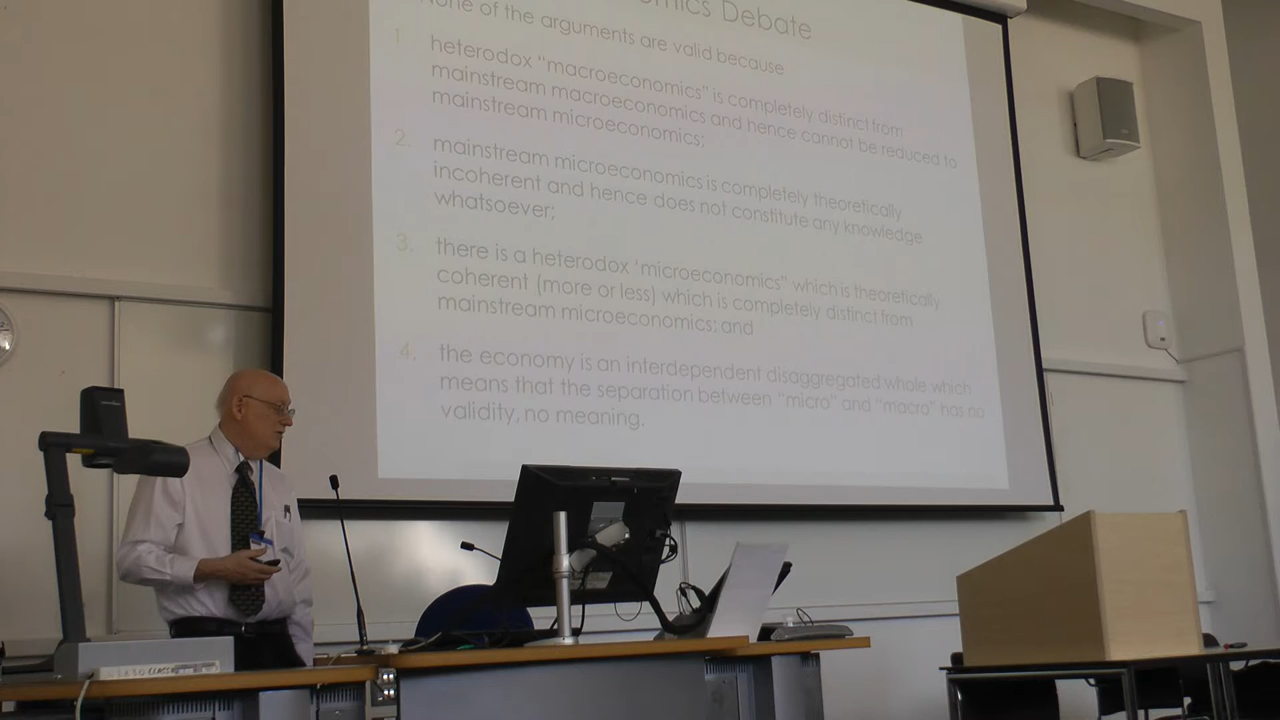 omics Debate
None of the arguments are valid because
1. heterodox “macroeconomics” is completely distinct from
mainstream macroeconomics and hence cannot be reduced to
mainstream microeconomics;
2. mainstream microeconomics is completely theoretically
incoherent and hence does not constitute any knowledge
whatsoever;
3. there is a heterodox ‘microeconomics” which is theoretically
coherent (more or less) which is completely distinct from
mainstream microeconomics; and
4. the economy is an interdependent disaggregated whole which
means that the separation between “micro” and “macro” has no
validity, no meaning.